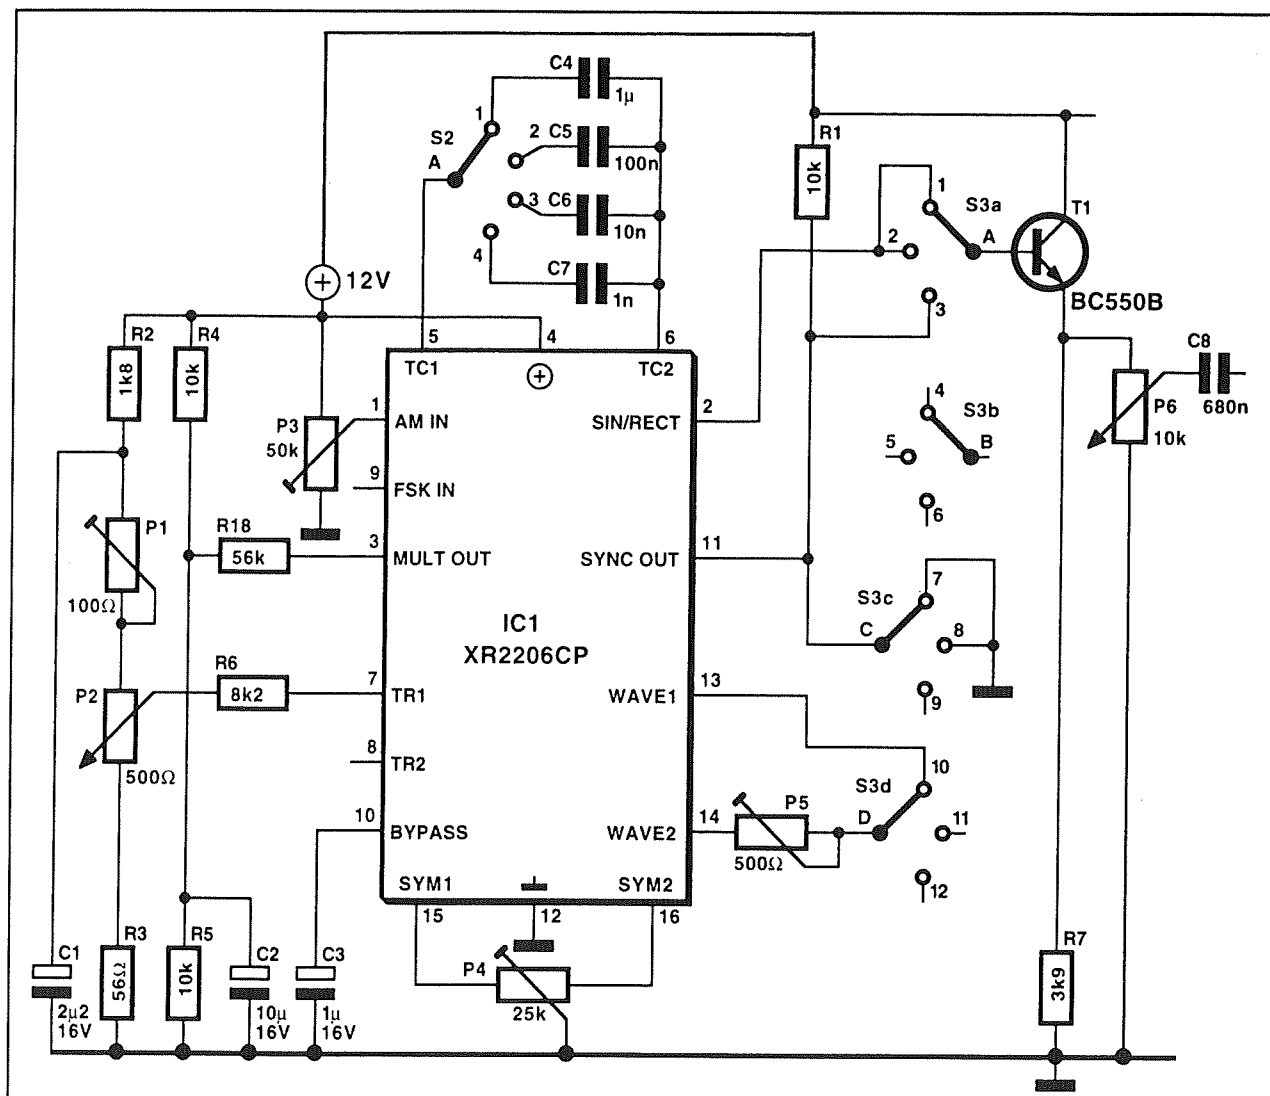 C4
1µ
1
S2
A
2
C5
100n
3
C6
10n
4
C7
1n
R1
10k
1
S3a
2
A
3
T1
BC550B
+
12V
R2
1k8
R4
10k
5
4
6
TC1
+
TC2
1
AM IN
P3
50k
9
FSK IN
2
SIN/RECT
4
S3b
5
B
6
C8
680n
P6
10k
P1
100Ω
R18
56k
3
MULT OUT
11
SYNC OUT
IC1
XR2206CP
7
S3c
C
8
9
P2
500Ω
R6
8k2
7
TR1
13
WAVE1
8
TR2
10
S3d
D
11
12
10
BYPASS
14
WAVE2
P5
500Ω
SYM1
SYM2
15
12
16
P4
25k
C1
2µ2
16V
R3
56Ω
R5
10k
C2
10µ
16V
C3
1µ
16V
R7
3k9